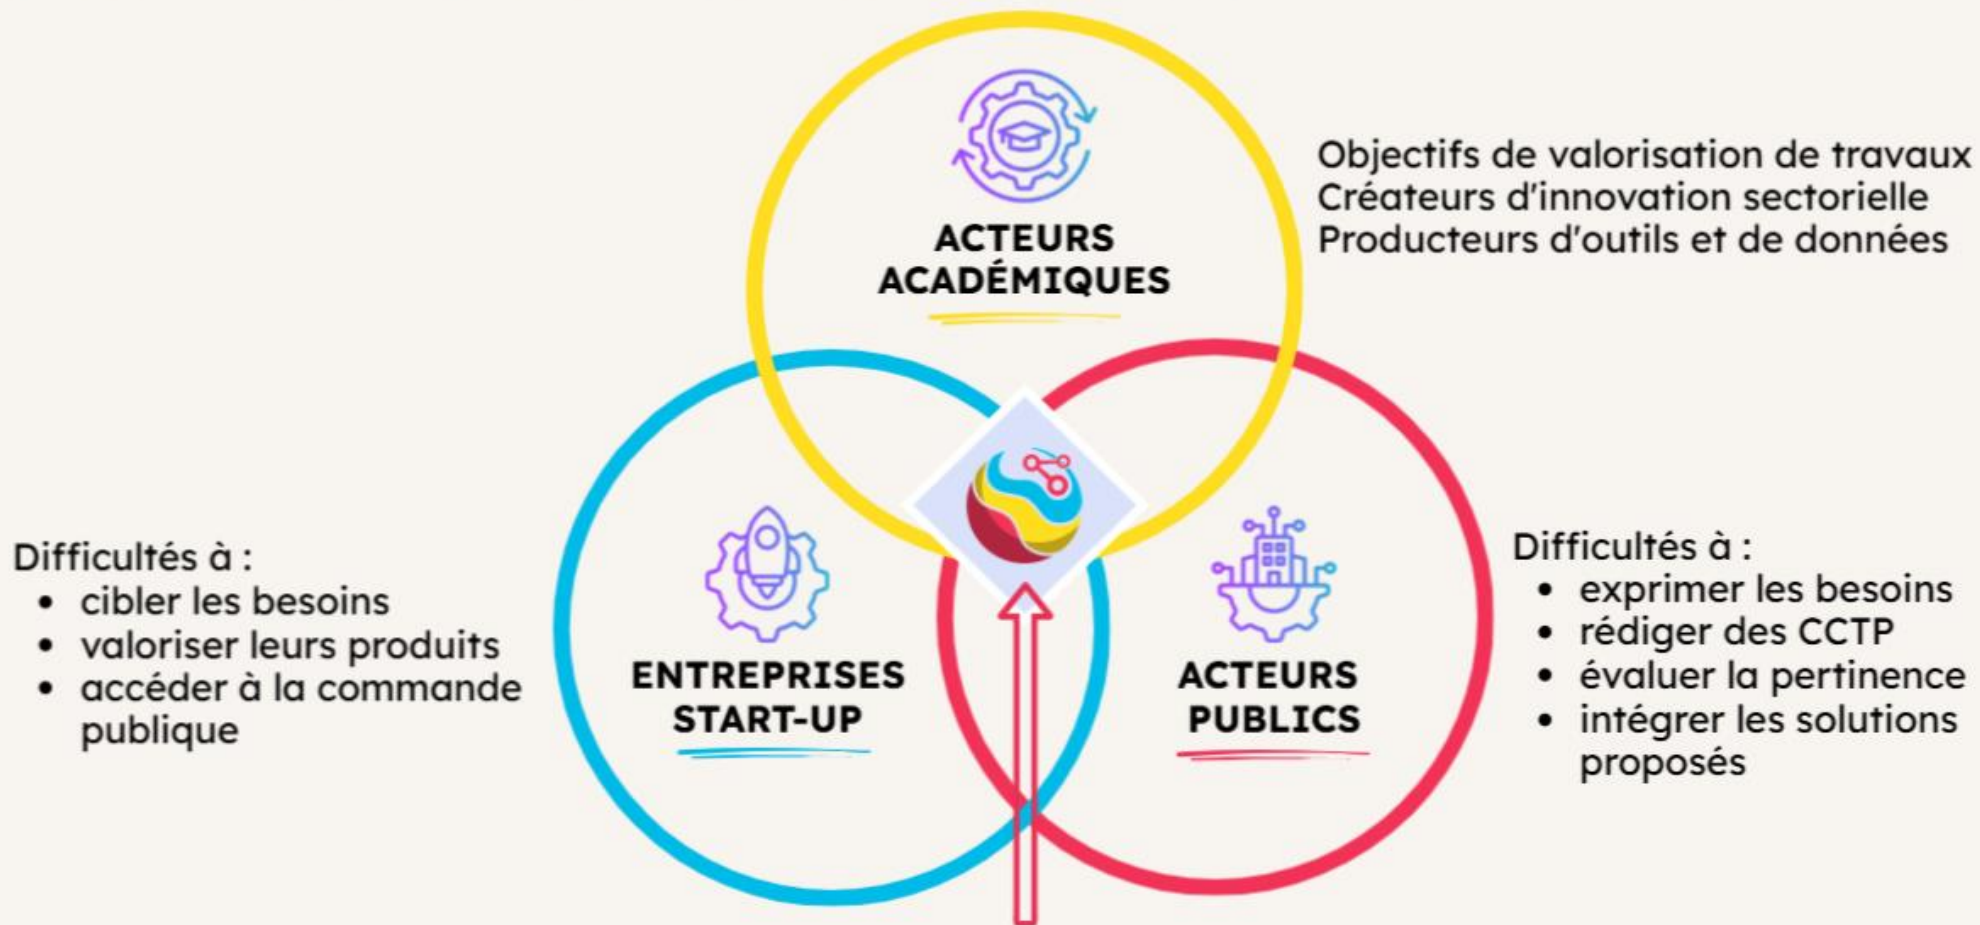 ACTEURS
ACADÉMIQUES
Objectifs de valorisation de travaux
Créateurs d'innovation sectorielle
Producteurs d'outils et de données
Difficultés à :
• cibler les besoins
• valoriser leurs produits
• accéder à la commande
publique
ENTREPRISES
START-UP
ACTEURS
PUBLICS
Difficultés à :
• exprimer les besoins
• rédiger des CCTP
• évaluer la pertinence
• intégrer les solutions
proposés